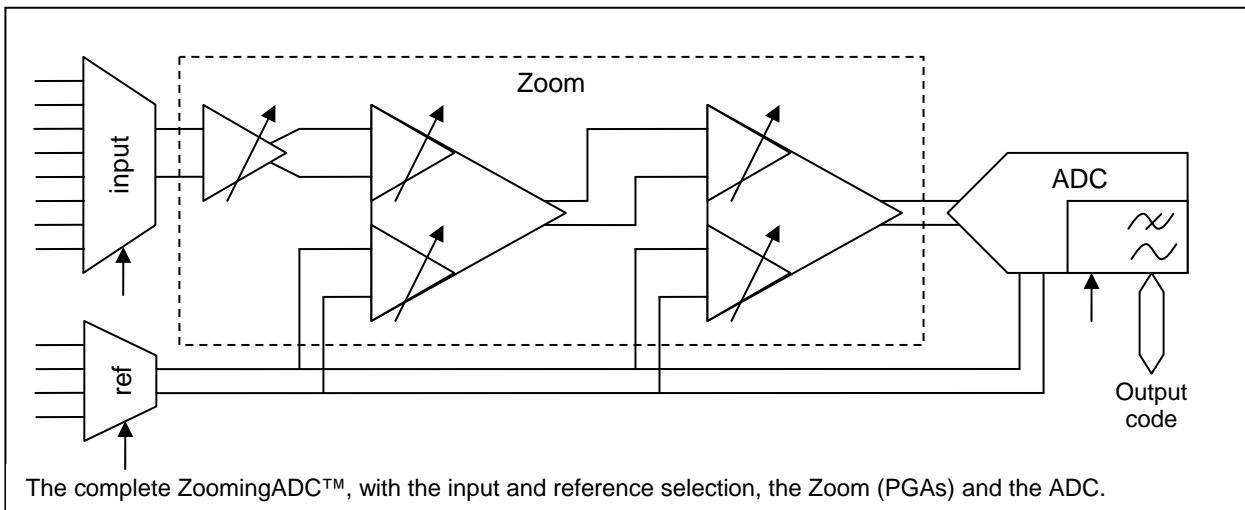 Zoom
input
ADC
ref
Output
code
The complete ZoomingADC™, with the input and reference selection, the Zoom (PGAs) and the ADC.